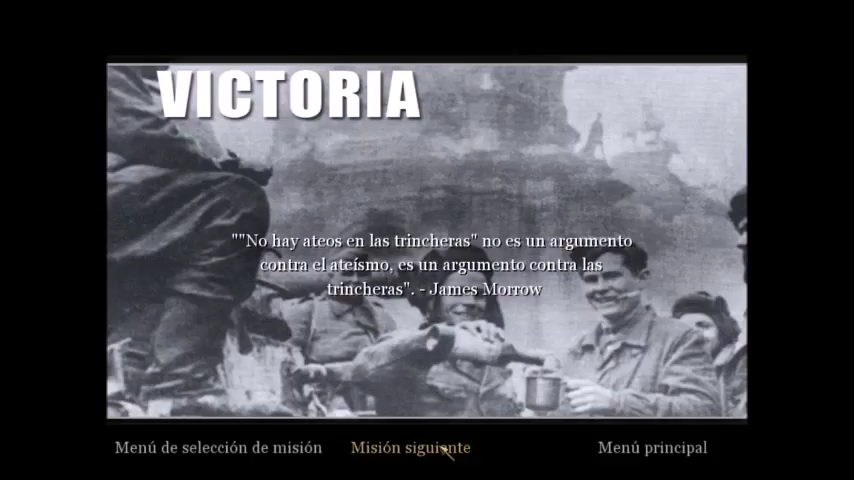 VICTORIA
""No hay ateos en las trincheras" no es un argumento
contra el ateísmo, es un argumento contra las
trincheras". - James Morrow
Menú de selección de misión
Misión siguiente
Menú principal